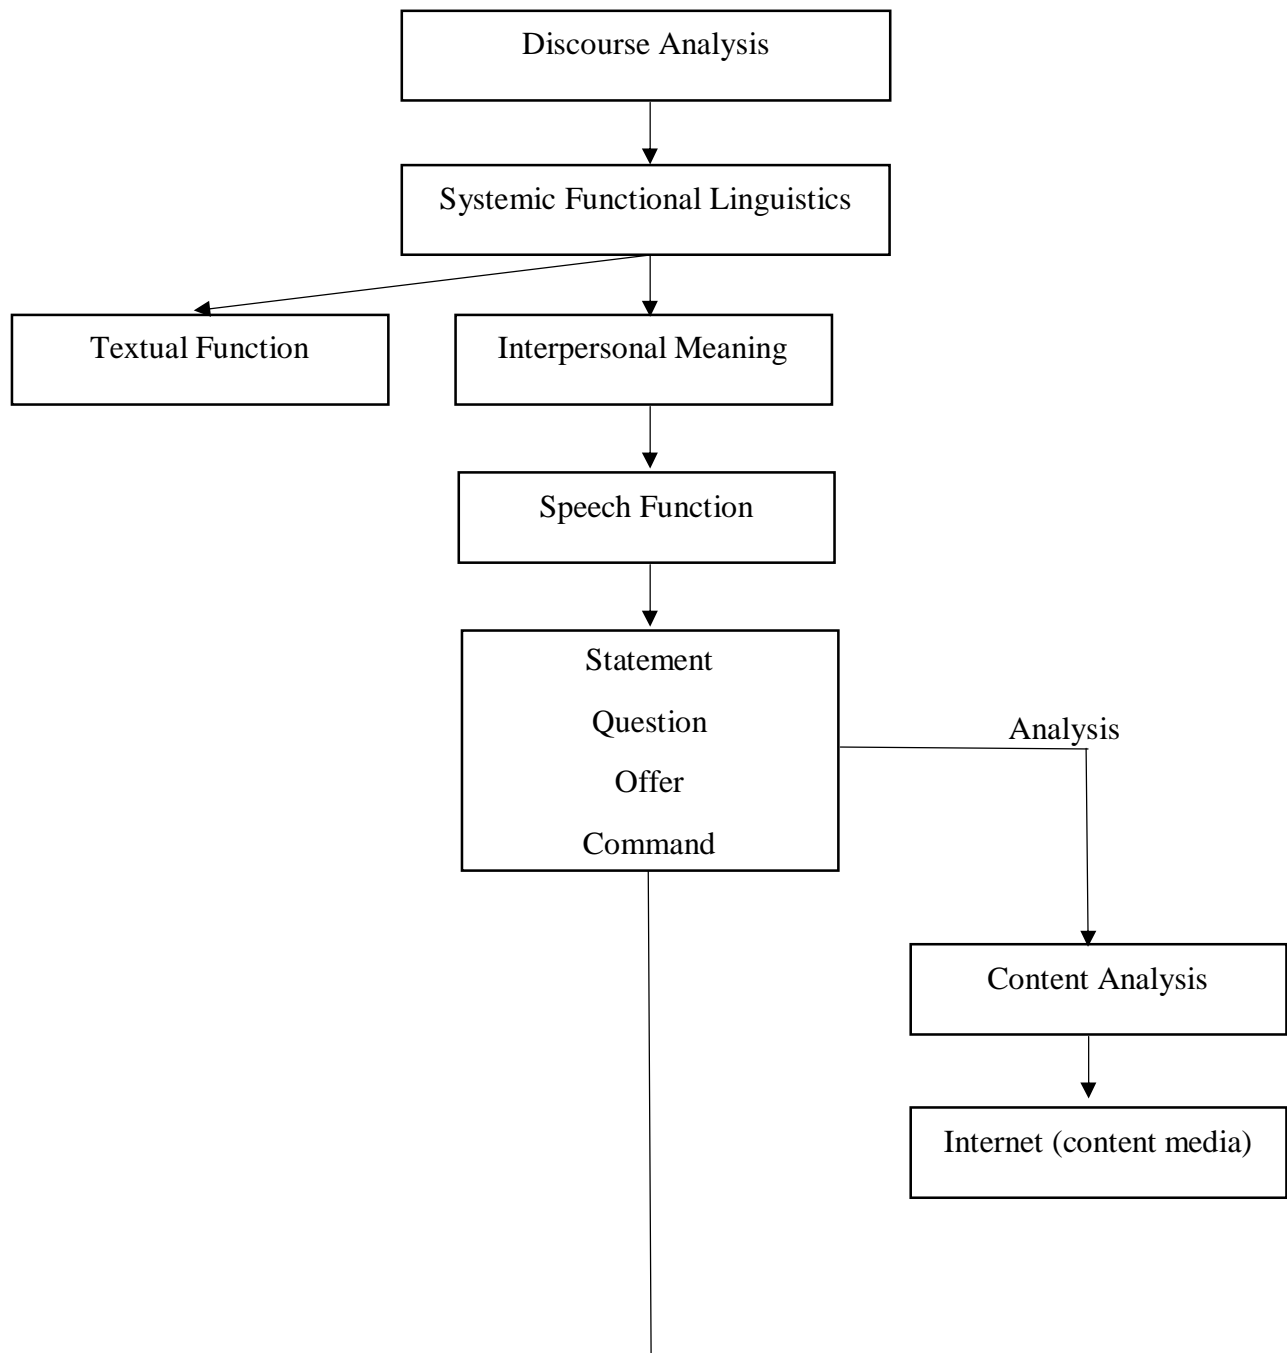 Discourse Analysis
Systemic Functional Linguistics
Textual Function
Interpersonal Meaning
Speech Function
Statement
Question
Offer
Command
Analysis
Content Analysis
Internet (content media)